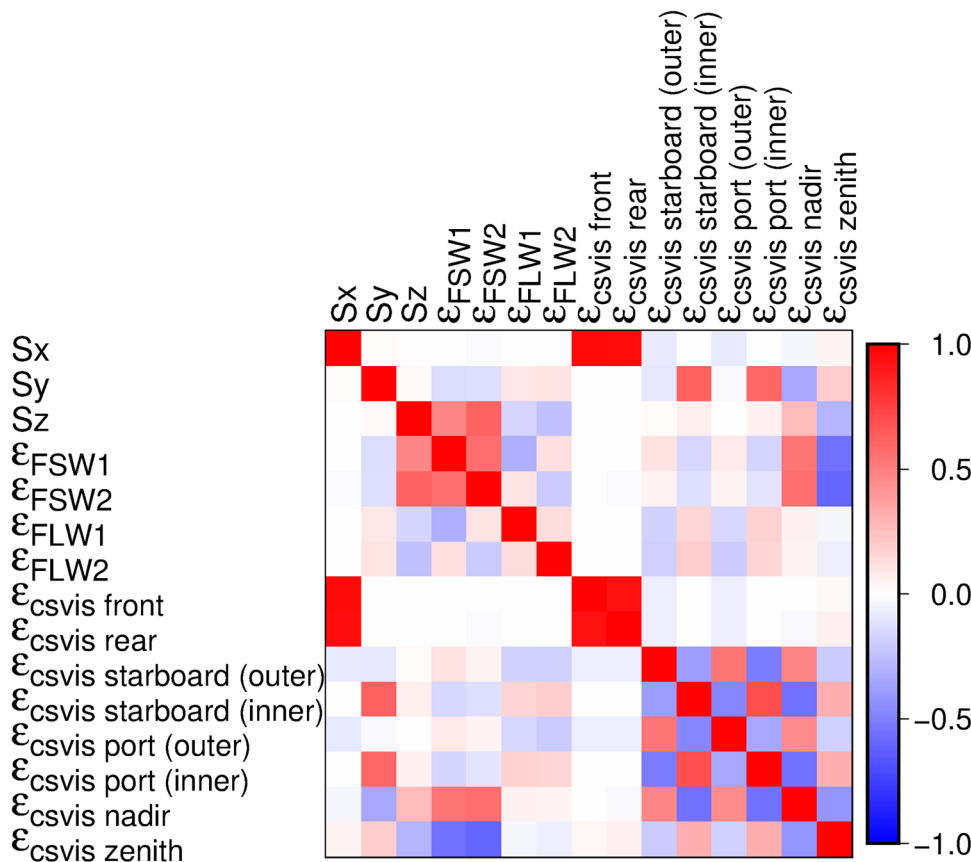 Sx
Sy
Sz
εFSW1
εFSW2
εFLW1
εFLW2
εcsvis front
εcsvis rear
εcsvis starboard (outer)
εcsvis starboard (inner)
εcsvis port (outer)
εcsvis port (inner)
εcsvis nadir
εcsvis zenith
Sx
Sy
Sz
εFSW1
εFSW2
εFLW1
εFLW2
εcsvis front
εcsvis rear
εcsvis starboard (outer)
εcsvis starboard (inner)
εcsvis port (outer)
εcsvis port (inner)
εcsvis nadir
εcsvis zenith
1.0
0.5
0.0
−0.5
−1.0